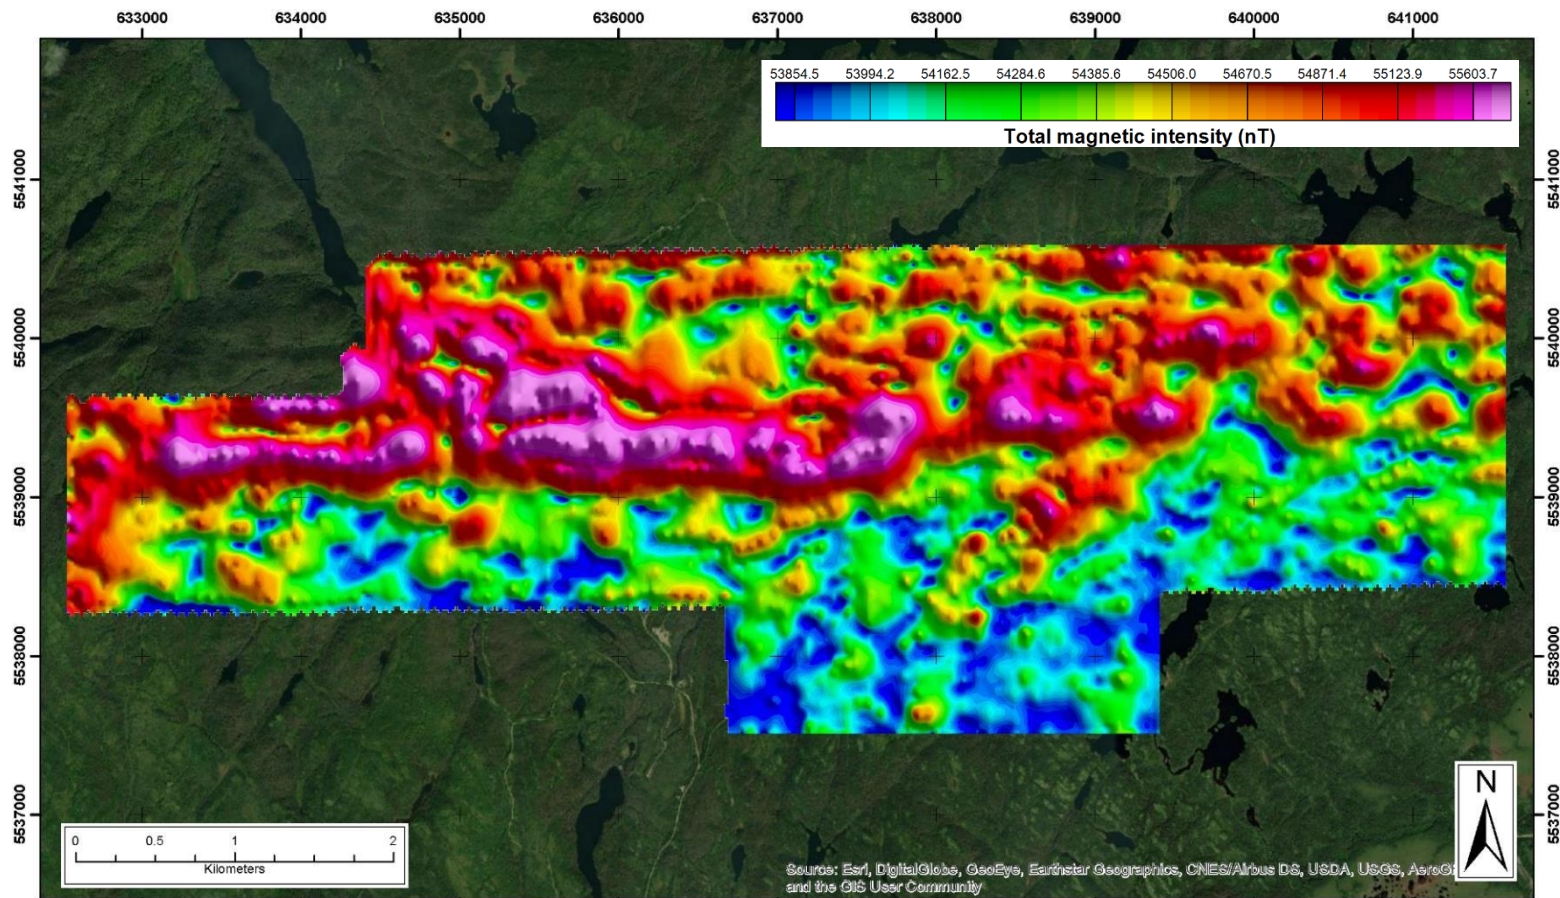 633000 634000 635000 636000 637000 638000 639000 640000 641000
53854.5 53994.2 54162.5 54284.6 54385.6 54506.0 54670.5 54871.4 55123.9 55603.7
Total magnetic intensity (nT)
5541000 5541000
5540000 5540000
5539000 5539000
5538000 5538000
5537000 5537000
N
0 0.5 1 2
Kilometers
Source: Esri, DigitalGlobe, GeoEye, Earthstar Geographics, CNES/Airbus DS, USDA, USGS,
and the GIS User Community